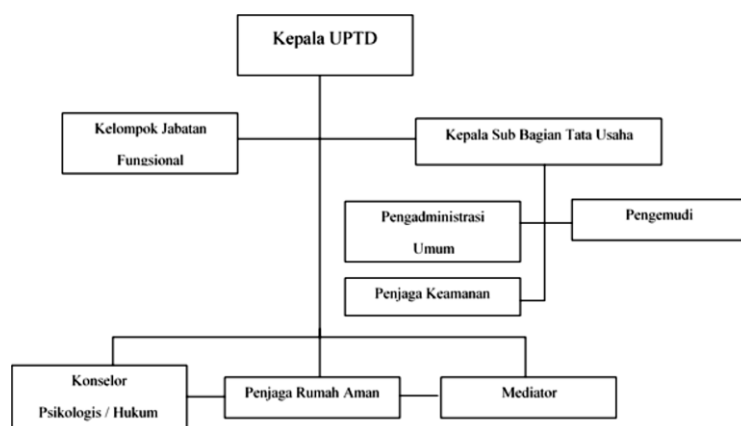 Kepala UPTD
Kelompok Jabatan
Fungsional
Kepala Sub Bagian Tata Usaha
Pengadministrasi
Umum
Pengemudi
Penjaga Keamanan
Konselor
Psikologis / Hukum
Penjaga Rumah Aman
Mediator